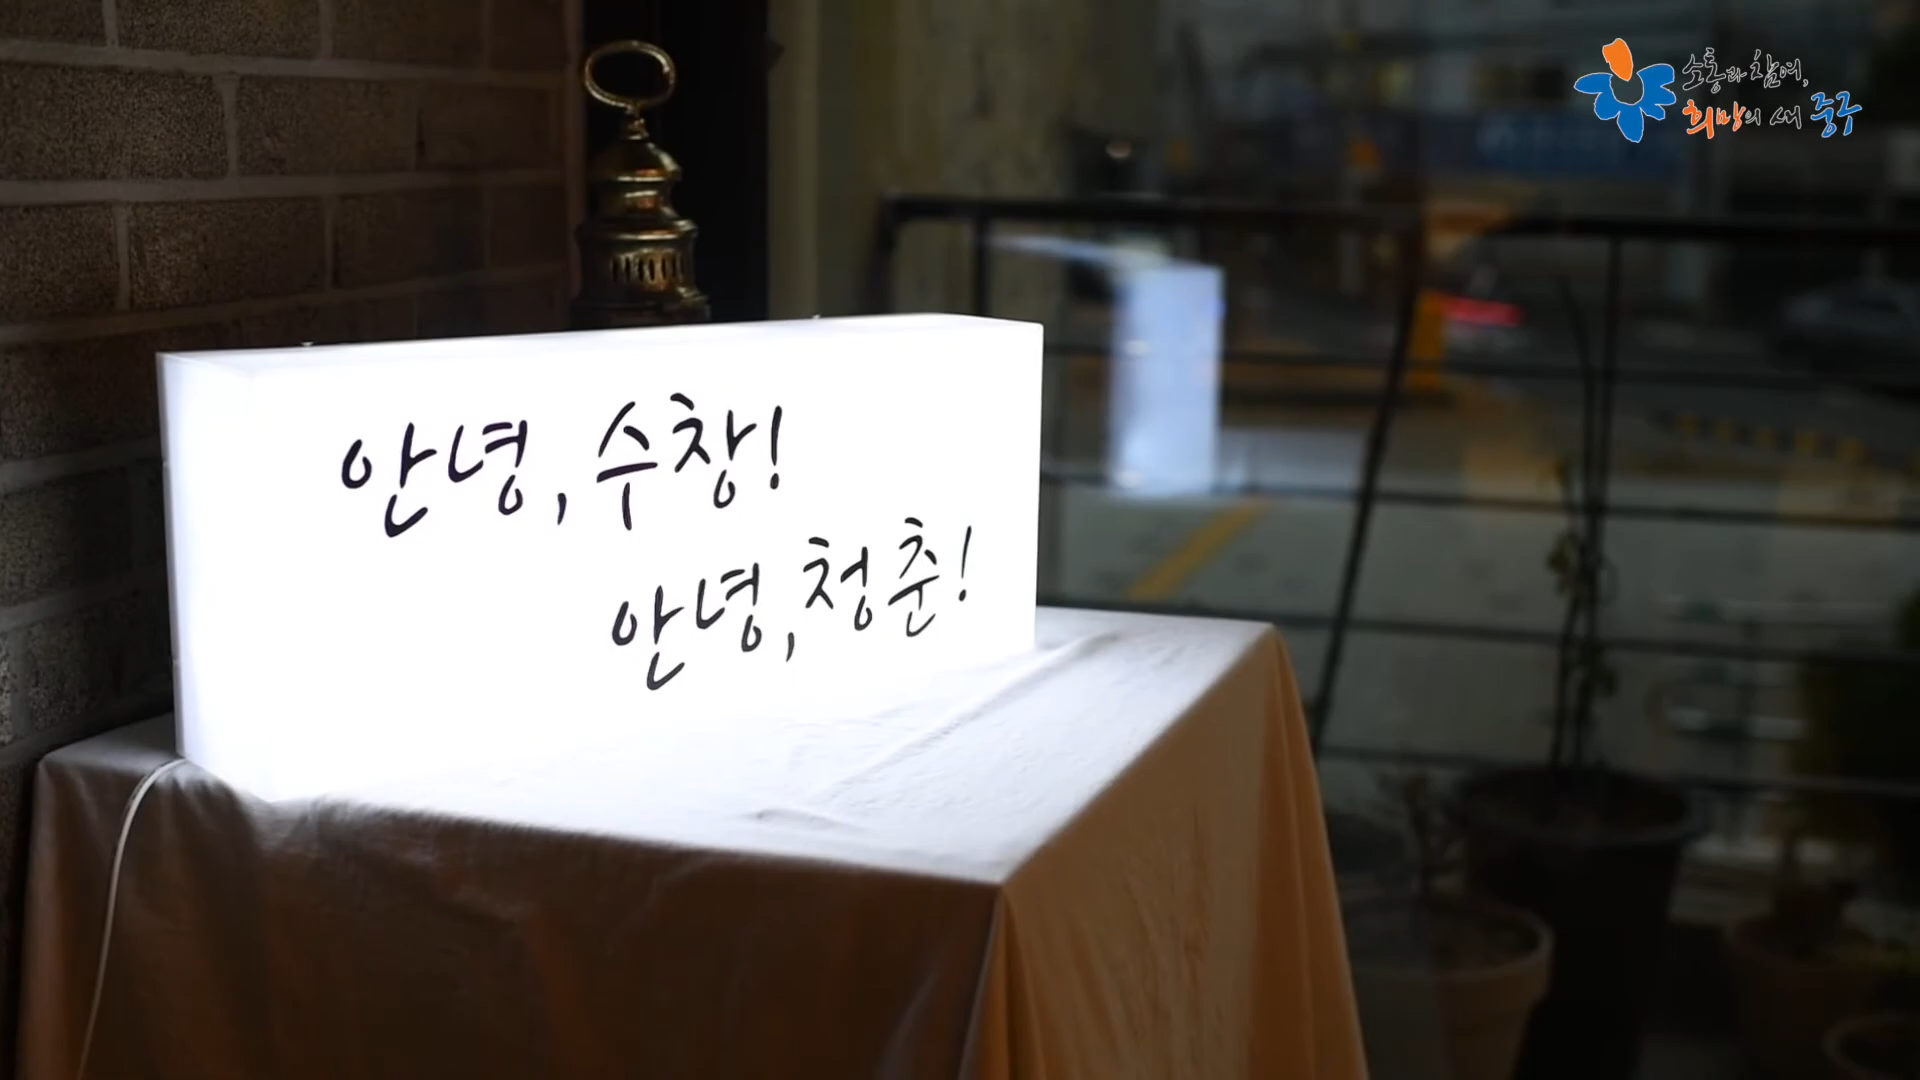 소통과 참여,
희망의 새 중구
안녕, 수창!
안녕, 청춘!